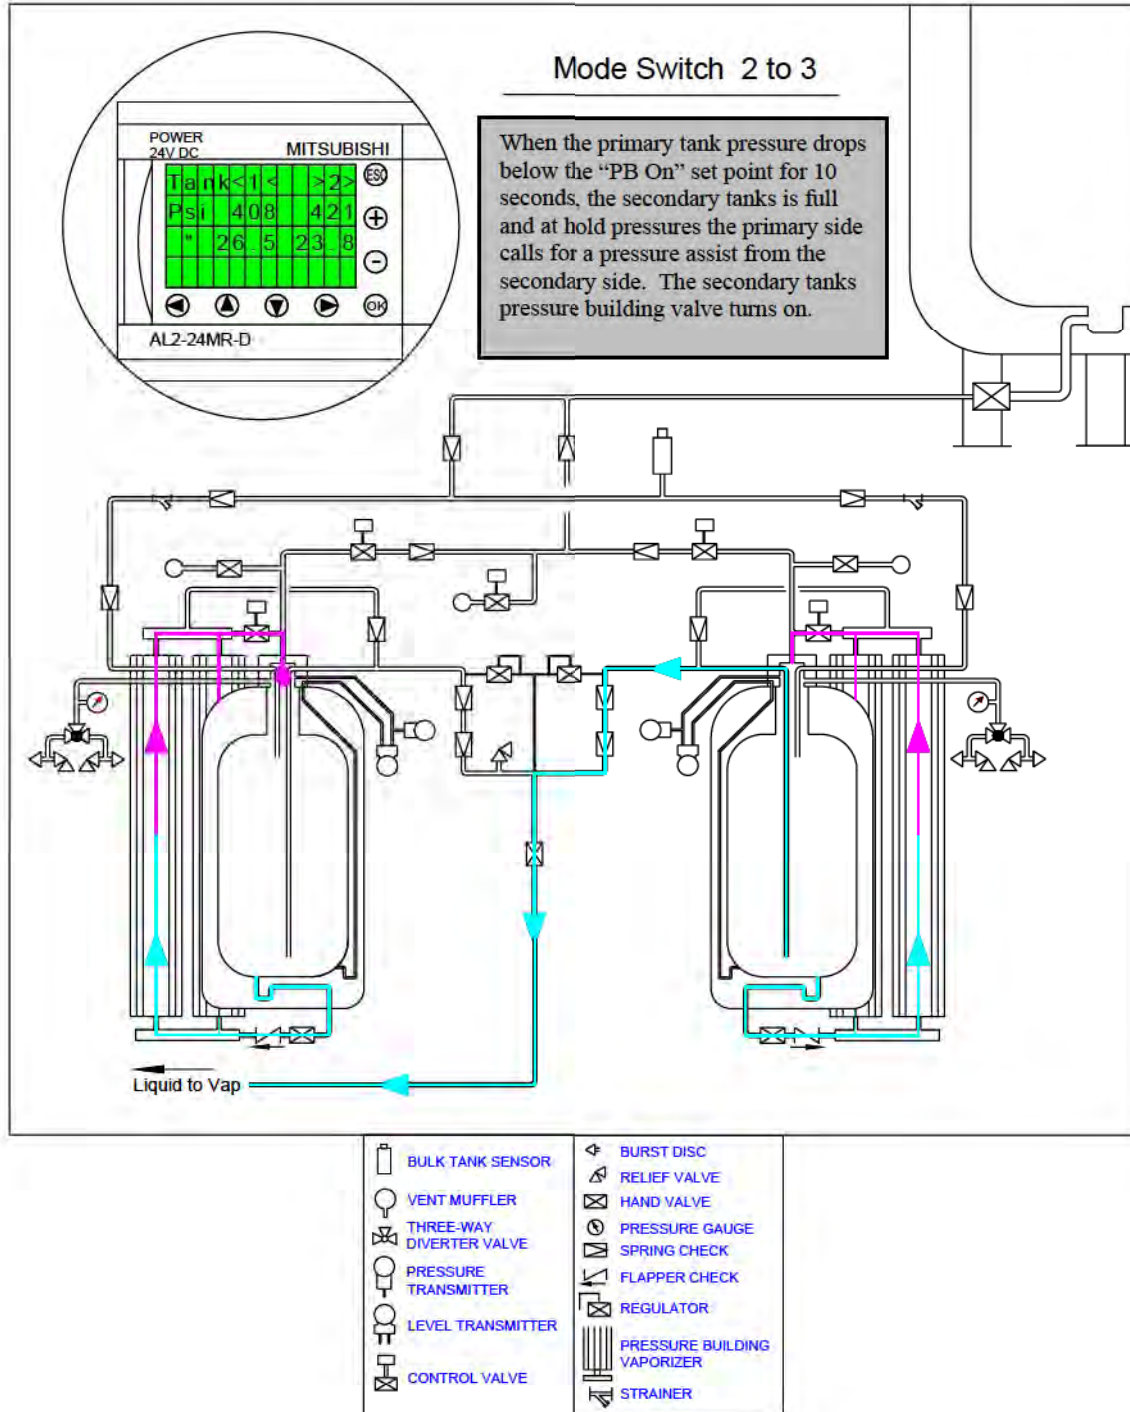 Mode Switch 2 to 3
When the primary tank pressure drops
below the “PB On” set point for 10
seconds, the secondary tanks is full
and at hold pressures the primary side
calls for a pressure assist from the
secondary side. The secondary tanks
pressure building valve turns on.
POWER
24V DC
MITSUBISHI
Tank<1< >2>
Psi 408 421
" 26.5 23.8
ESC
+
-
OK
AL2-24MR-D
Liquid to Vap
BULK TANK SENSOR
VENT MUFFLER
THREE-WAY
DIVERTER VALVE
PRESSURE
TRANSMITTER
LEVEL TRANSMITTER
CONTROL VALVE
BURST DISC
RELIEF VALVE
HAND VALVE
PRESSURE GAUGE
SPRING CHECK
FLAPPER CHECK
REGULATOR
PRESSURE BUILDING
VAPORIZER
STRAINER